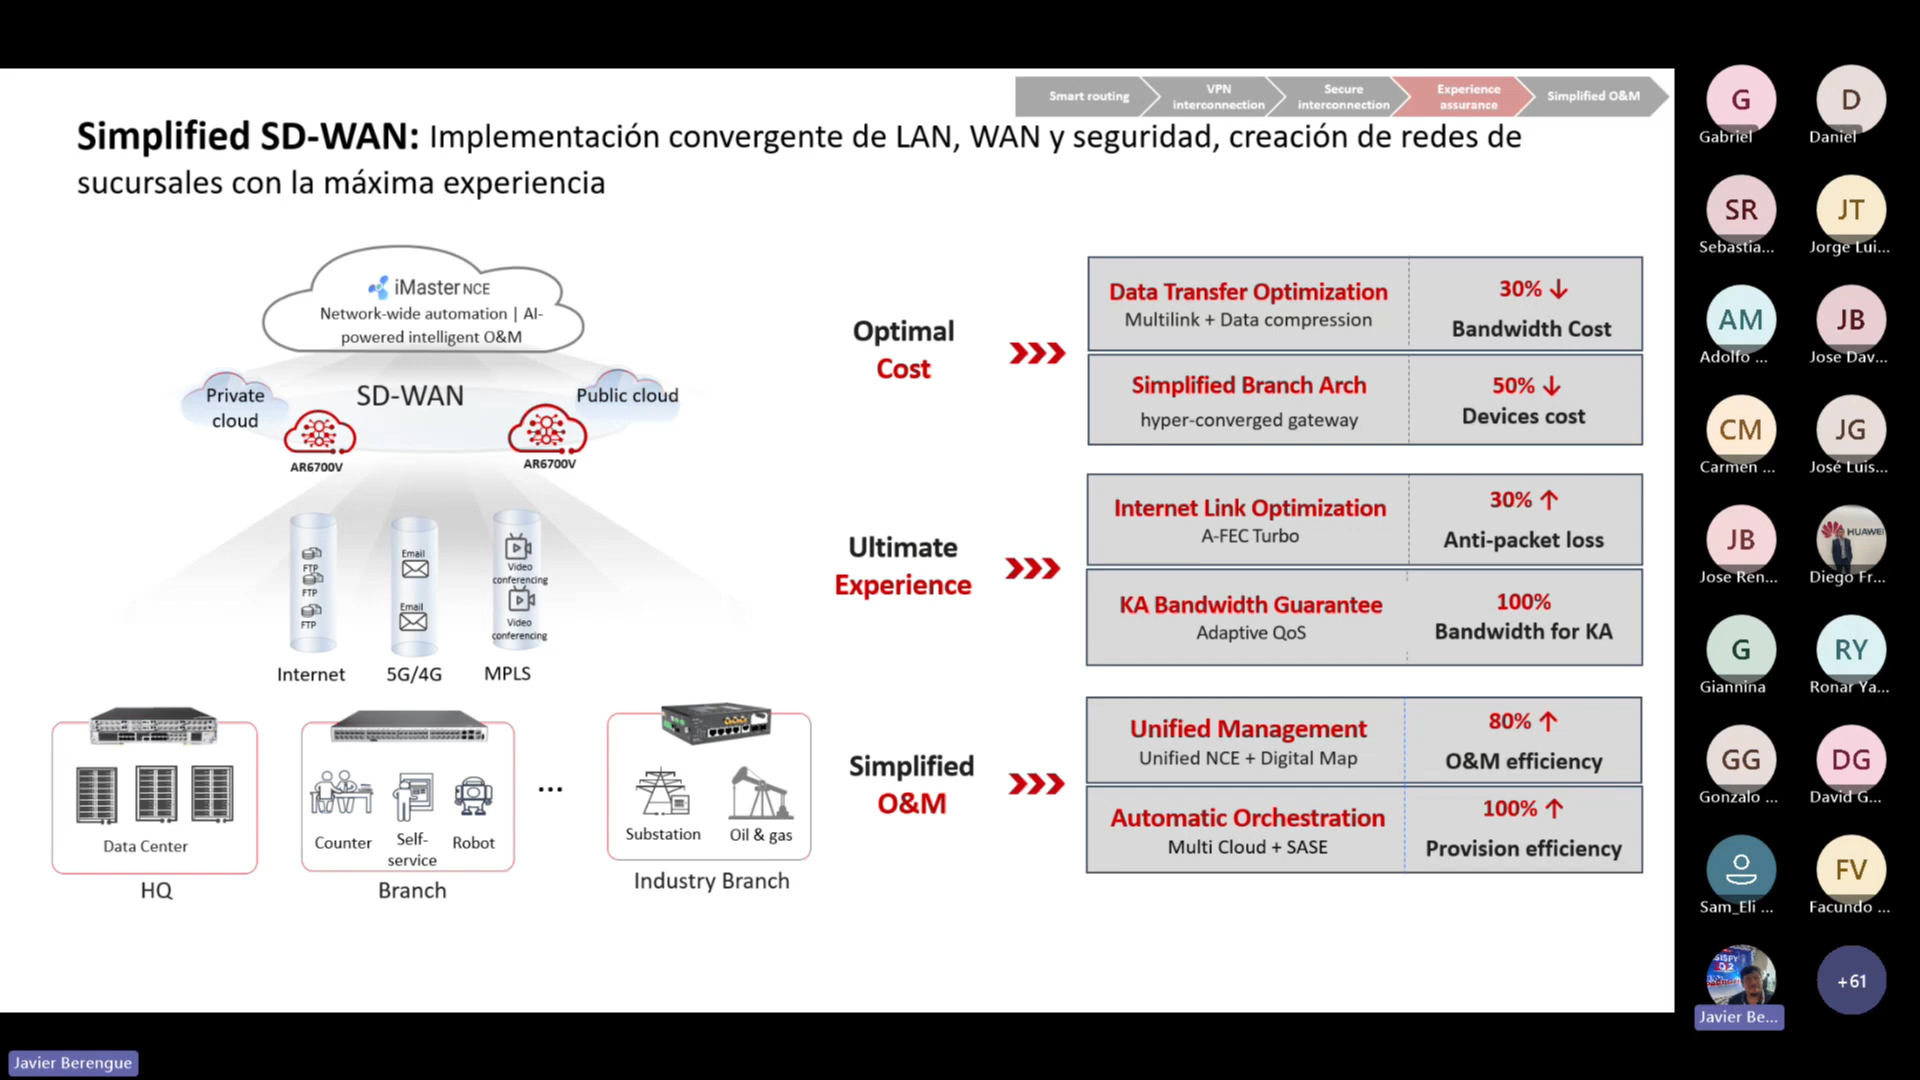 Smart routing
VPN
interconnection
Secure
interconnection
Experience
assurance
Simplified O&M
Simplified SD-WAN: Implementación convergente de LAN, WAN y seguridad, creación de redes de
sucursales con la máxima experiencia
iMaster NCE
Network-wide automation | AI-
powered intelligent O&M
Private
cloud
SD-WAN
Public cloud
AR6700V
AR6700V
FTP
FTP
FTP
Email
Email
Video
conferencing
Video
conferencing
Internet
5G/4G
MPLS
Data Center
HQ
Counter
Self-
service
Robot
Branch
...
Substation
Oil & gas
Industry Branch
Optimal
Cost
Data Transfer Optimization
Multilink + Data compression
30% ↓
Bandwidth Cost
Simplified Branch Arch
hyper-converged gateway
50% ↓
Devices cost
Ultimate
Experience
Internet Link Optimization
A-FEC Turbo
30% ↑
Anti-packet loss
KA Bandwidth Guarantee
Adaptive QoS
100%
Bandwidth for KA
Simplified
O&M
Unified Management
Unified NCE + Digital Map
80% ↑
O&M efficiency
Automatic Orchestration
Multi Cloud + SASE
100% ↑
Provision efficiency
G
Gabriel
D
Daniel
SR
Sebastia...
JT
Jorge Lui...
AM
Adolfo ...
JB
Jose Dav...
CM
Carmen ...
JG
José Luis...
JB
Jose Ren...
HUAWEI
Diego Fr...
G
Giannina
RY
Ronar Ya...
GG
Gonzalo ...
DG
David G...
Sam_Eli ...
FV
Facundo ...
Javier Be...
+61
Javier Berengue